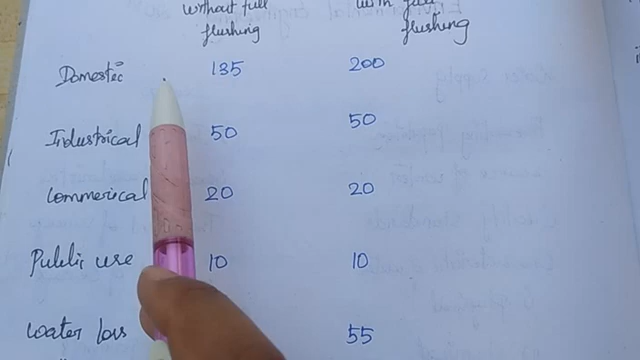 without full with full
flushing flushing
Domestic 135 200
Industrical 50 50
Commerical 20 20
Public use 10 10
Water loss 55